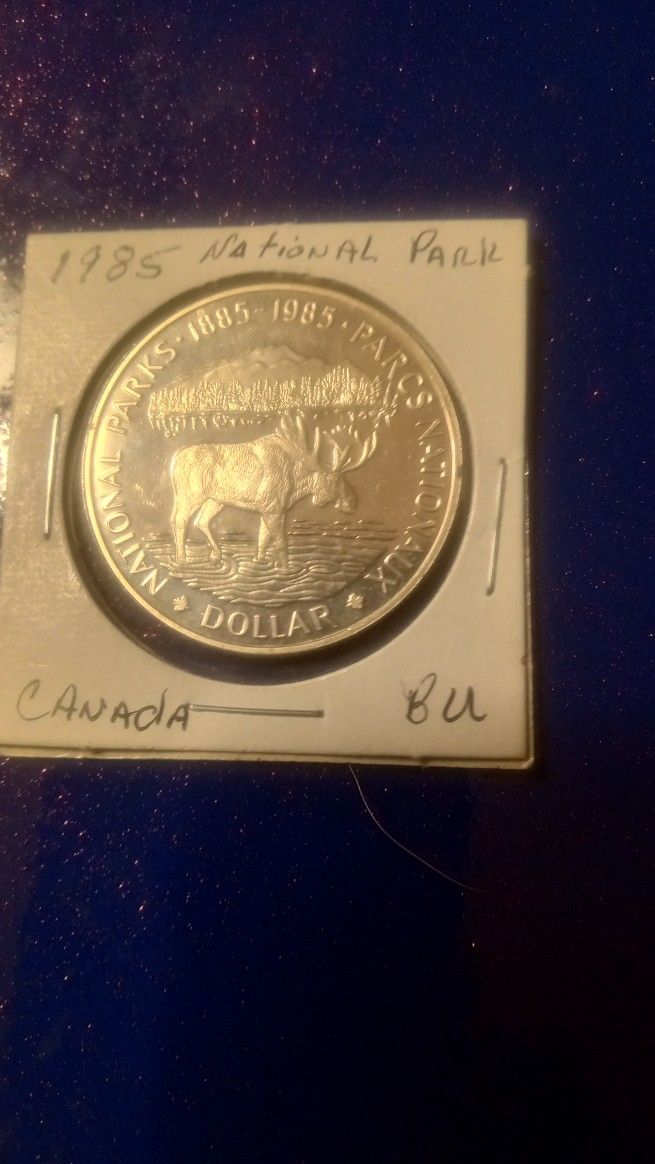 1985 NATIONAL PARK
NATIONAL PARKS · 1885-1985 · PARCS NATIONAUX
DOLLAR
CANADA
BU